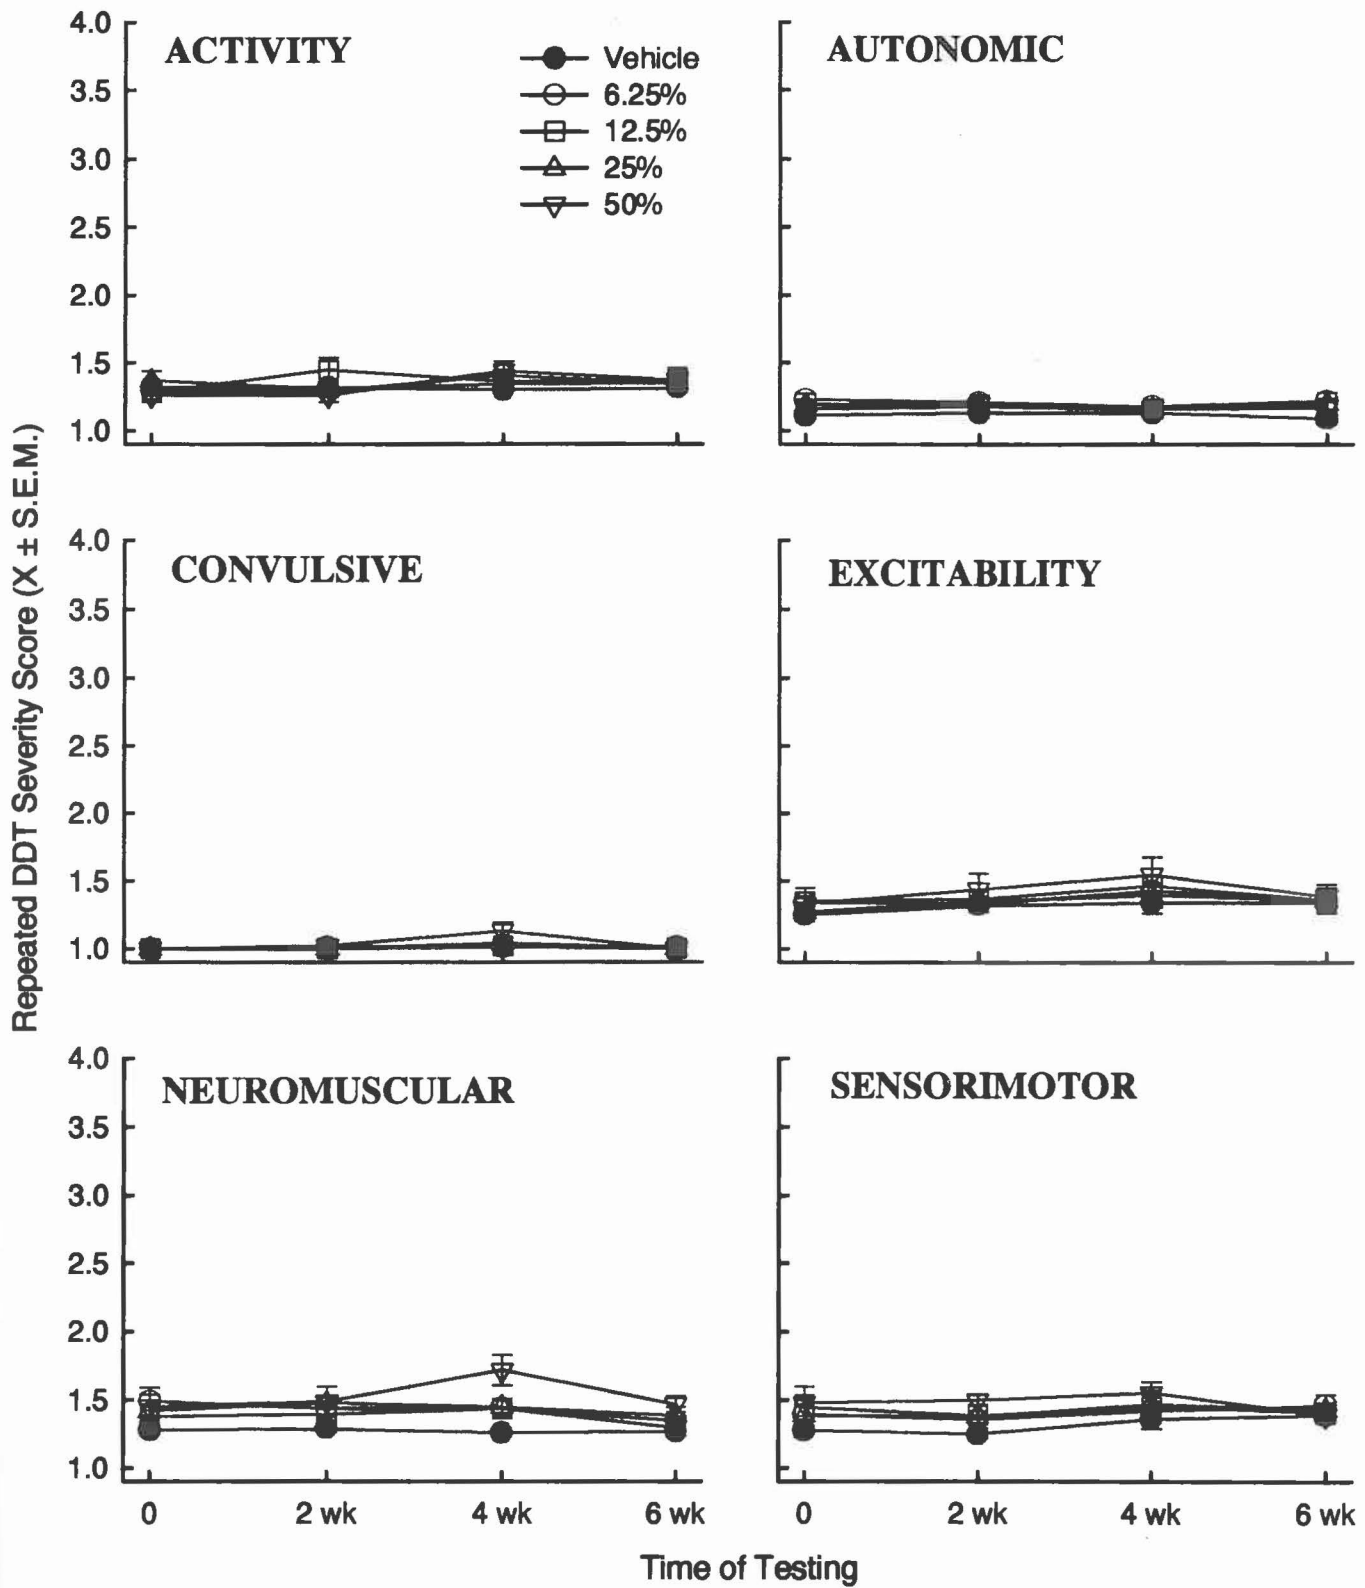 ACTIVITY
Vehicle
6.25%
12.5%
25%
50%
4.0
3.5
3.0
2.5
2.0
1.5
1.0
AUTONOMIC
Repeated DDT Severity Score (X ± S.E.M.)
CONVULSIVE
4.0
3.5
3.0
2.5
2.0
1.5
1.0
EXCITABILITY
NEUROMUSCULAR
4.0
3.5
3.0
2.5
2.0
1.5
1.0
0 2 wk 4 wk 6 wk
SENSORIMOTOR
0 2 wk 4 wk 6 wk
Time of Testing